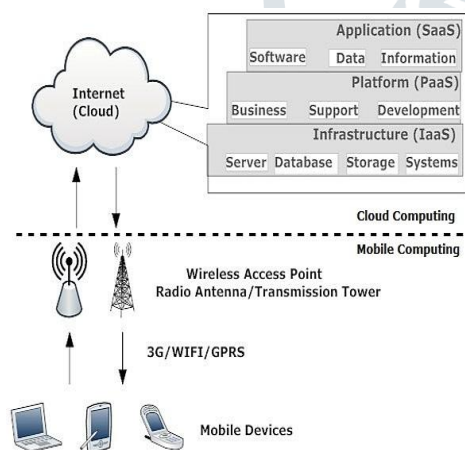 Application (SaaS)
Software Data Information
Platform (PaaS)
Business Support Development
Infrastructure (IaaS)
Server Database Storage Systems
Internet
(Cloud)
Cloud Computing
Mobile Computing
Wireless Access Point
Radio Antenna/Transmission Tower
3G/WIFI/GPRS
Mobile Devices